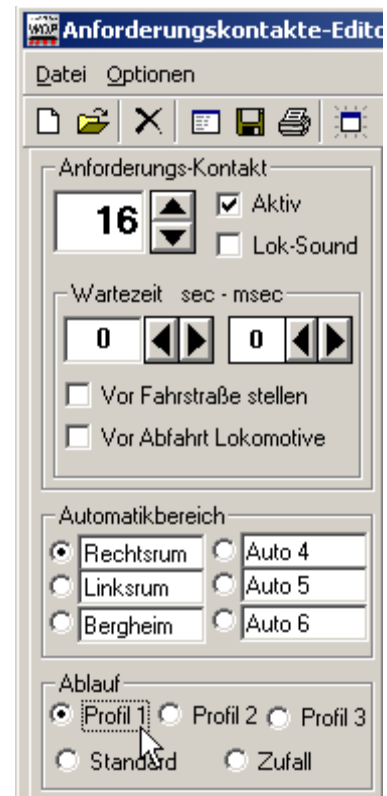 WDP Anforderungskontakte-Edito
Datei Optionen
Anforderungs-Kontakt
16
Aktiv
Lok-Sound
Wartezeit sec - msec
0 0
Vor Fahrstraße stellen
Vor Abfahrt Lokomotive
Automatikbereich
Rechtsrum Auto 4
Linksrum Auto 5
Bergheim Auto 6
Ablauf
Profil 1 Profil 2 Profil 3
Standard Zufall